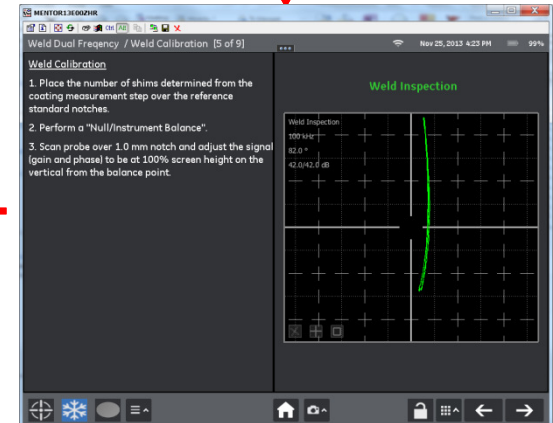 MENTOR13E00ZHR
Ctrl Alt
Weld Dual Freqency / Weld Calibration [5 of 9]
Nov 25, 2013 4:23 PM
99%
Weld Calibration
1. Place the number of shims determined from the
coating measurement step over the reference
standard notches.
2. Perform a "Null/Instrument Balance".
3. Scan probe over 1.0 mm notch and adjust the signal
(gain and phase) to be at 100% screen height on the
vertical from the balance point.
Weld Inspection
Weld Inspection
100 kHz
82.0 °
42.0/42.0 dB